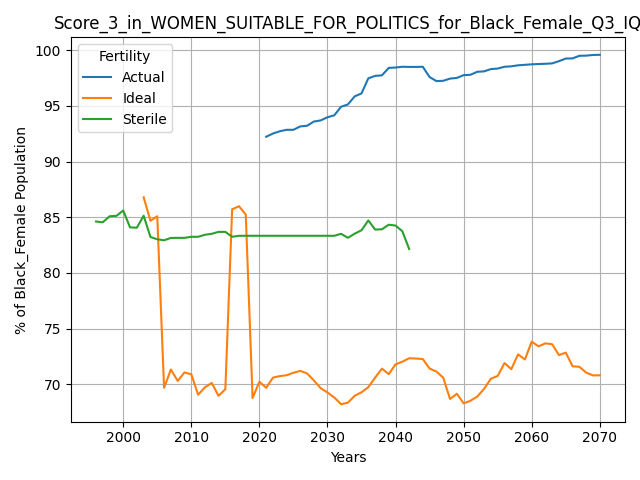 Score_3_in_WOMEN_SUITABLE_FOR_POLITICS_for_Black_Female_Q3_IQ
Fertility
Actual
Ideal
Sterile
% of Black_Female Population
100
95
90
85
80
75
70
2000 2010 2020 2030 2040 2050 2060 2070
Years